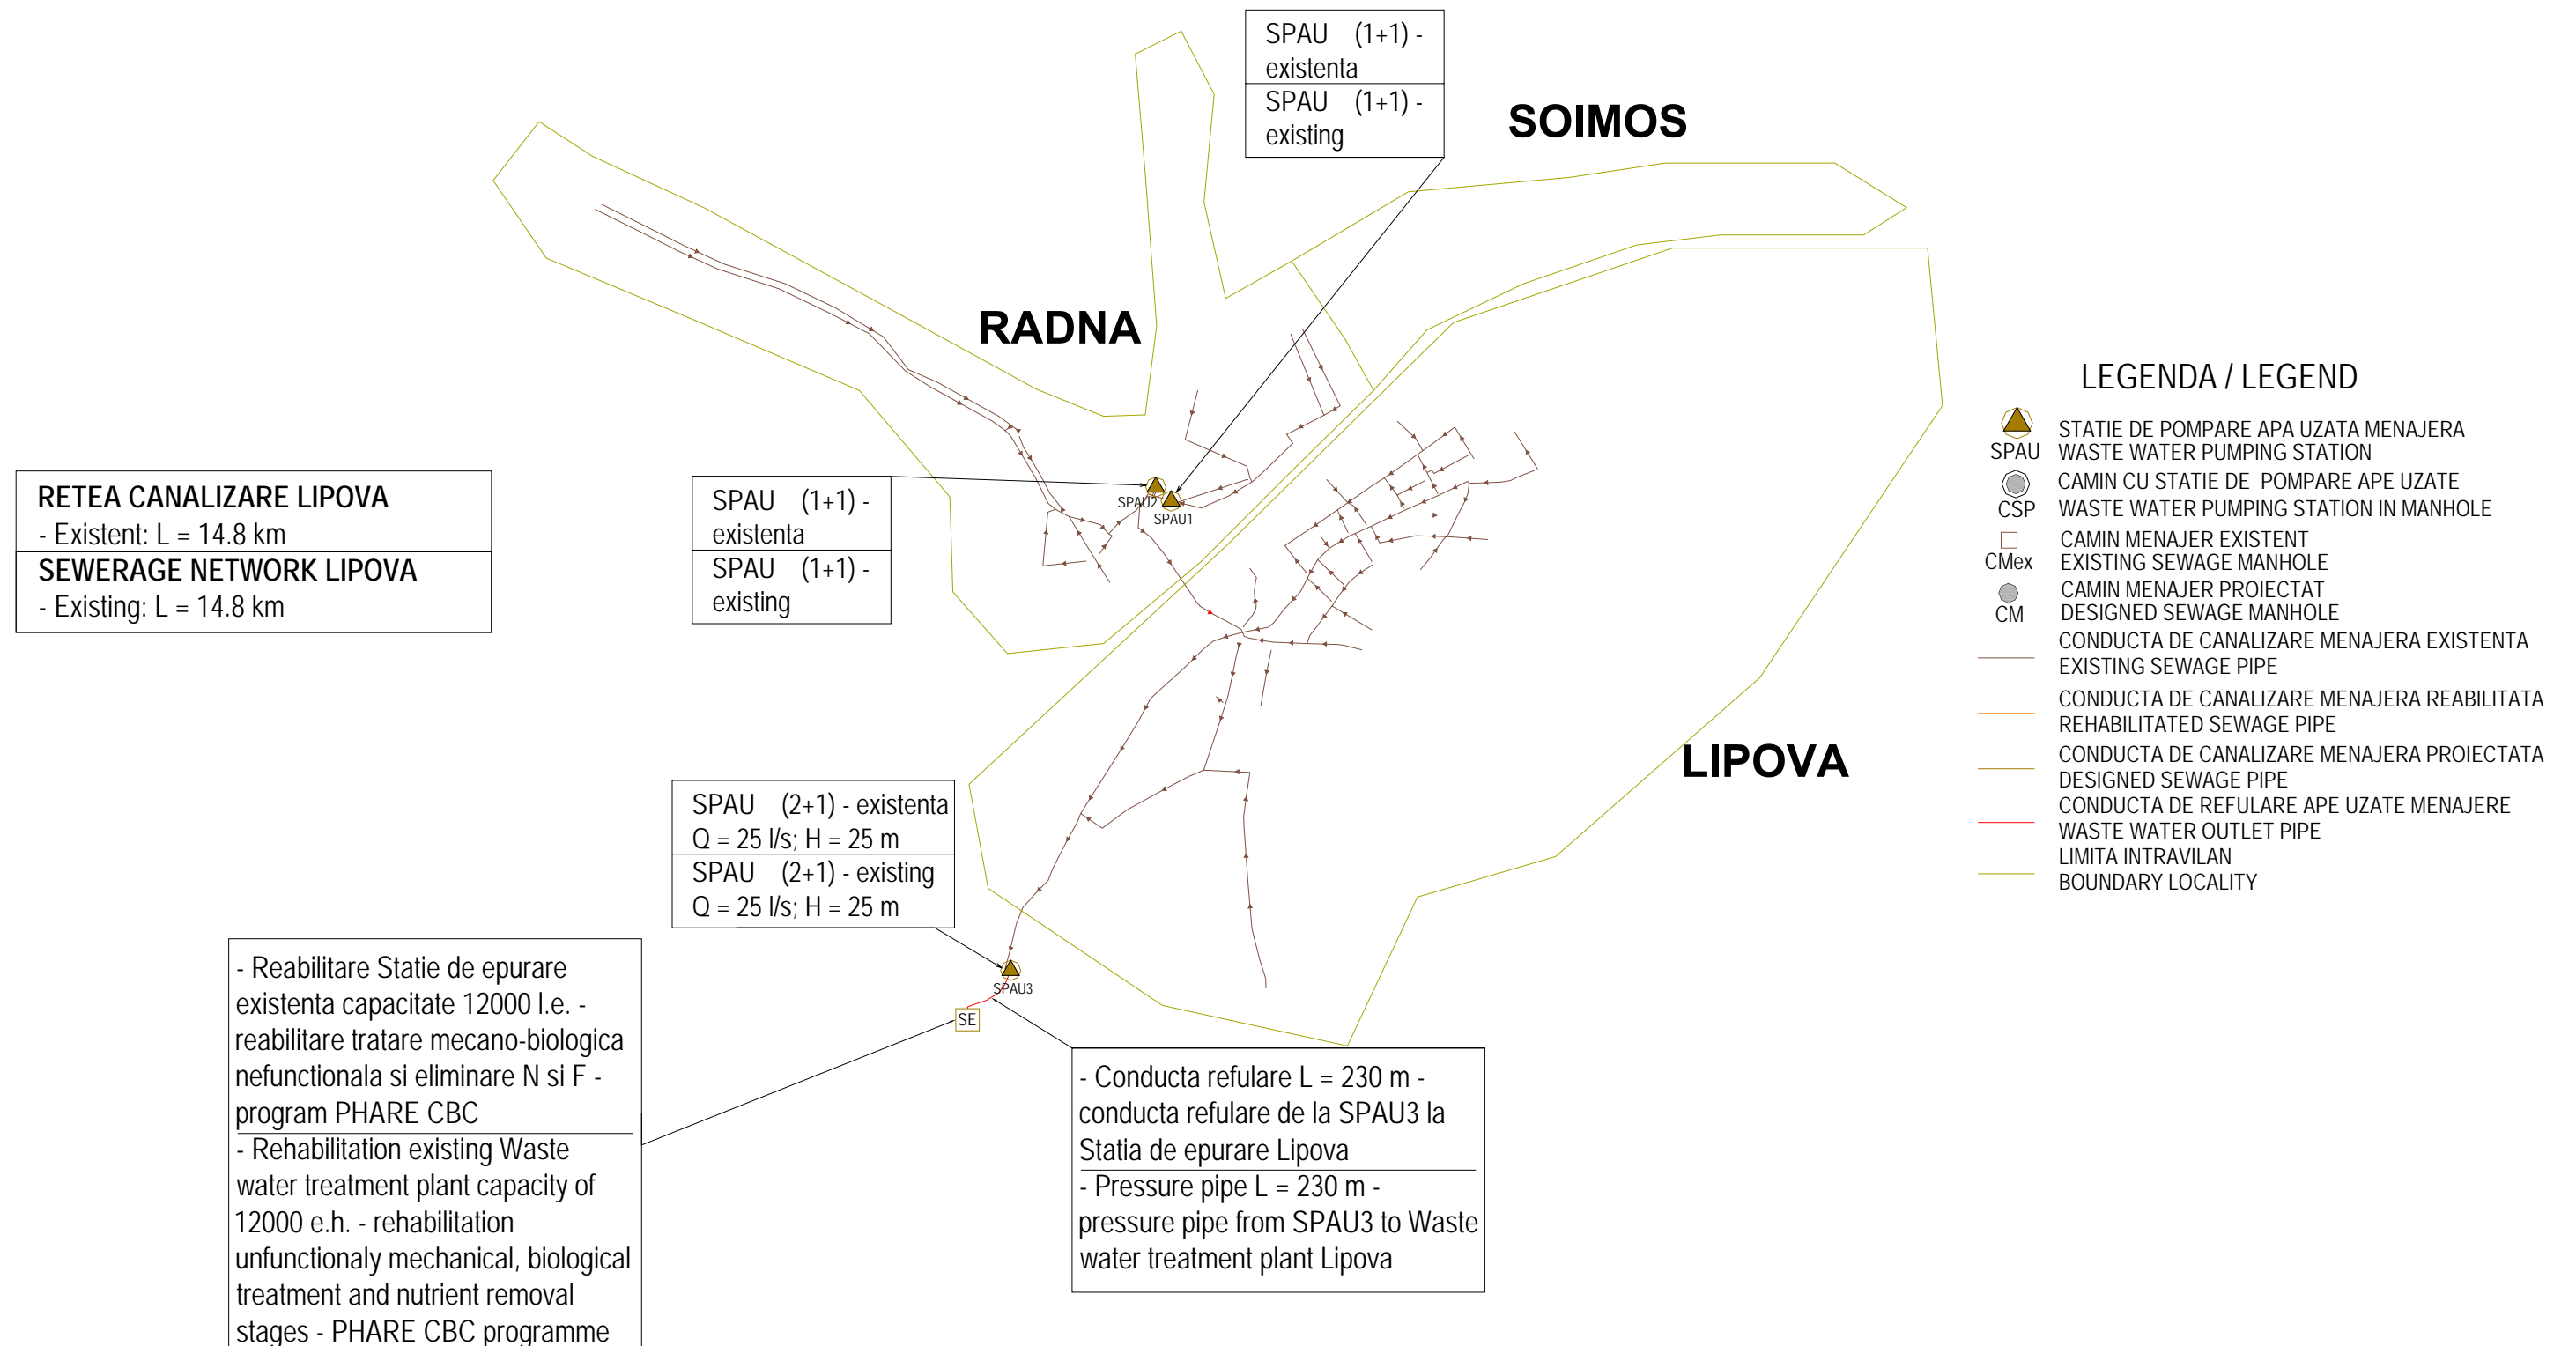 SPAU (1+1) -
existenta
SPAU (1+1) -
existing
SOIMOS
RADNA
LEGENDA / LEGEND
STATIE DE POMPARE APA UZATA MENAJERA
SPAU
WASTE WATER PUMPING STATION
CAMIN CU STATIE DE POMPARE APE UZATE
CSP
WASTE WATER PUMPING STATION IN MANHOLE
CAMIN MENAJER EXISTENT
CMex
EXISTING SEWAGE MANHOLE
CAMIN MENAJER PROIECTAT
CM
DESIGNED SEWAGE MANHOLE
CONDUCTA DE CANALIZARE MENAJERA EXISTENTA
EXISTING SEWAGE PIPE
CONDUCTA DE CANALIZARE MENAJERA REABILITATA
REHABILITATED SEWAGE PIPE
CONDUCTA DE CANALIZARE MENAJERA PROIECTATA
DESIGNED SEWAGE PIPE
CONDUCTA DE REFULARE APE UZATE MENAJERE
WASTE WATER OUTLET PIPE
LIMITA INTRAVILAN
BOUNDARY LOCALITY
RETEA CANALIZARE LIPOVA
- Existent: L = 14.8 km
SEWERAGE NETWORK LIPOVA
- Existing: L = 14.8 km
SPAU (1+1) -
existenta
SPAU (1+1) -
existing
SPAU2
SPAU1
LIPOVA
SPAU (2+1) - existenta
Q = 25 l/s; H = 25 m
SPAU (2+1) - existing
Q = 25 l/s; H = 25 m
SPAU3
SE
- Reabilitare Statie de epurare
existenta capacitate 12000 l.e. -
reabilitare tratare mecano-biologica
nefunctionala si eliminare N si F -
program PHARE CBC
- Rehabilitation existing Waste
water treatment plant capacity of
12000 e.h. - rehabilitation
unfunctionaly mechanical, biological
treatment and nutrient removal
stages - PHARE CBC programme
- Conducta refulare L = 230 m -
conducta refulare de la SPAU3 la
Statia de epurare Lipova
- Pressure pipe L = 230 m -
pressure pipe from SPAU3 to Waste
water treatment plant Lipova